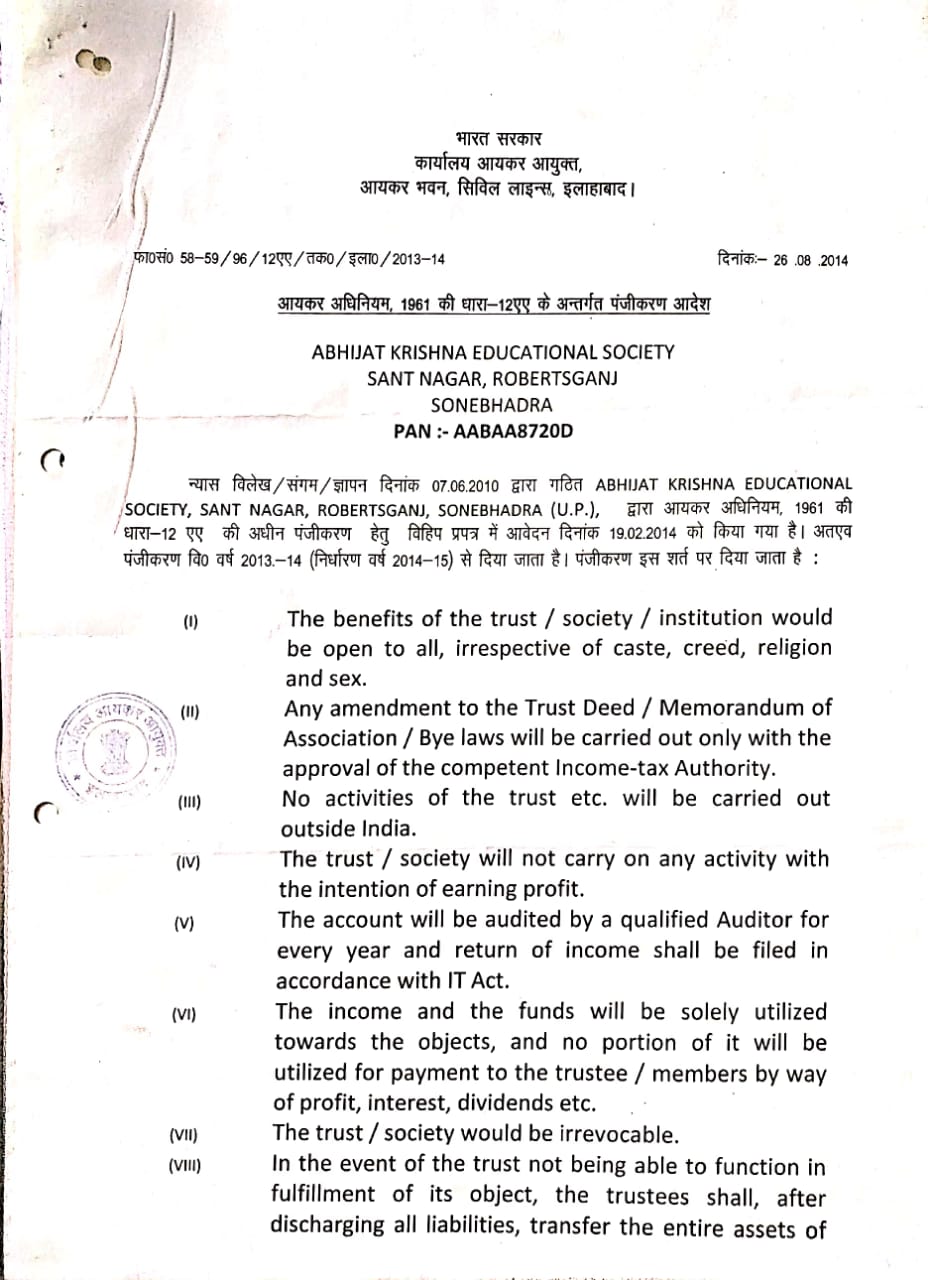 भारत सरकार
कार्यालय आयकर आयुक्त,
आयकर भवन, सिविल लाइन्स, इलाहाबाद।
फा0सं0 58-59/96/12एए/तक0/इला0/2013-14 दिनांकः- 26 .08 .2014
आयकर अधिनियम, 1961 की धारा-12एए के अन्तर्गत पंजीकरण आदेश
ABHIJAT KRISHNA EDUCATIONAL SOCIETY
SANT NAGAR, ROBERTSGANJ
SONEBHADRA
PAN :- AABAA8720D
न्यास विलेख/संगम/ज्ञापन दिनांक 07.06.2010 द्वारा गठित ABHIJAT KRISHNA EDUCATIONAL
SOCIETY, SANT NAGAR, ROBERTSGANJ, SONEBHADRA (U.P.), द्वारा आयकर अधिनियम, 1961 की
धारा-12 एए की अधीन पंजीकरण हेतु विहिप प्रपत्र में आवेदन दिनांक 19.02.2014 को किया गया है। अतएव
पंजीकरण वि0 वर्ष 2013.-14 (निर्धारण वर्ष 2014-15) से दिया जाता है। पंजीकरण इस शर्त पर दिया जाता है :
(I) The benefits of the trust / society / institution would
be open to all, irrespective of caste, creed, religion
and sex.
(II) Any amendment to the Trust Deed / Memorandum of
Association / Bye laws will be carried out only with the
approval of the competent Income-tax Authority.
(III) No activities of the trust etc. will be carried out
outside India.
(IV) The trust / society will not carry on any activity with
the intention of earning profit.
(V) The account will be audited by a qualified Auditor for
every year and return of income shall be filed in
accordance with IT Act.
(VI) The income and the funds will be solely utilized
towards the objects, and no portion of it will be
utilized for payment to the trustee / members by way
of profit, interest, dividends etc.
(VII) The trust / society would be irrevocable.
(VIII) In the event of the trust not being able to function in
fulfillment of its object, the trustees shall, after
discharging all liabilities, transfer the entire assets of